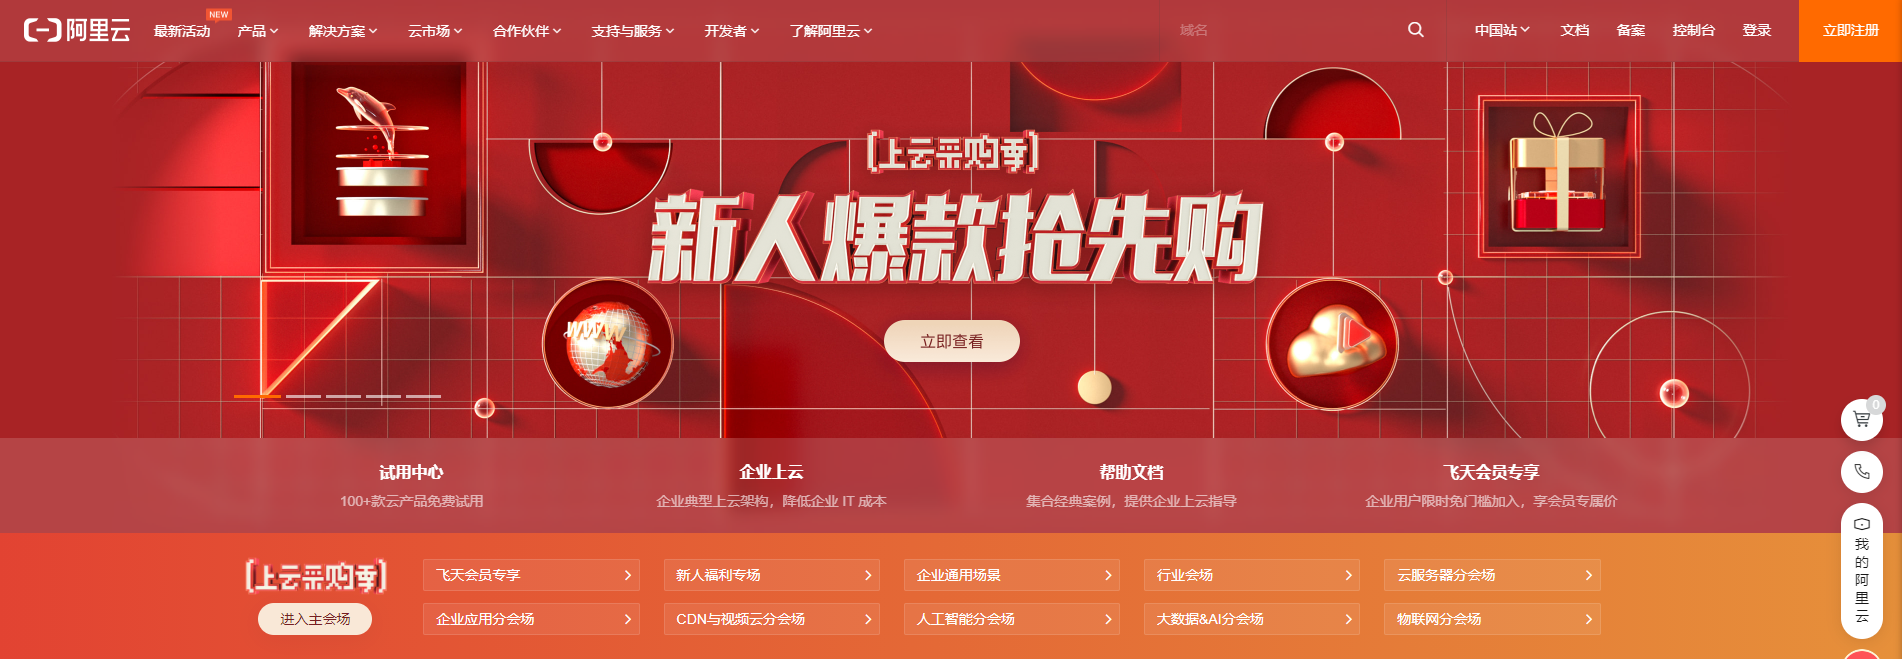 阿里云
最新活动 NEW 产品 解决方案 云市场 合作伙伴 支持与服务 开发者 了解阿里云 域名 中国站 文档 备案 控制台 登录 立即注册
上云采购季
新人爆款抢先购
WWW
立即查看
0
试用中心 企业上云 帮助文档 飞天会员专享
100+款云产品免费试用 企业典型上云架构，降低企业 IT 成本 集合经典案例，提供企业上云指导 企业用户限时免门槛加入，享会员专属价
我的阿里云
上云采购季
进入主会场
飞天会员专享 新人福利专场 企业通用场景 行业会场 云服务器分会场
企业应用分会场 CDN与视频云分会场 人工智能分会场 大数据&AI分会场 物联网分会场